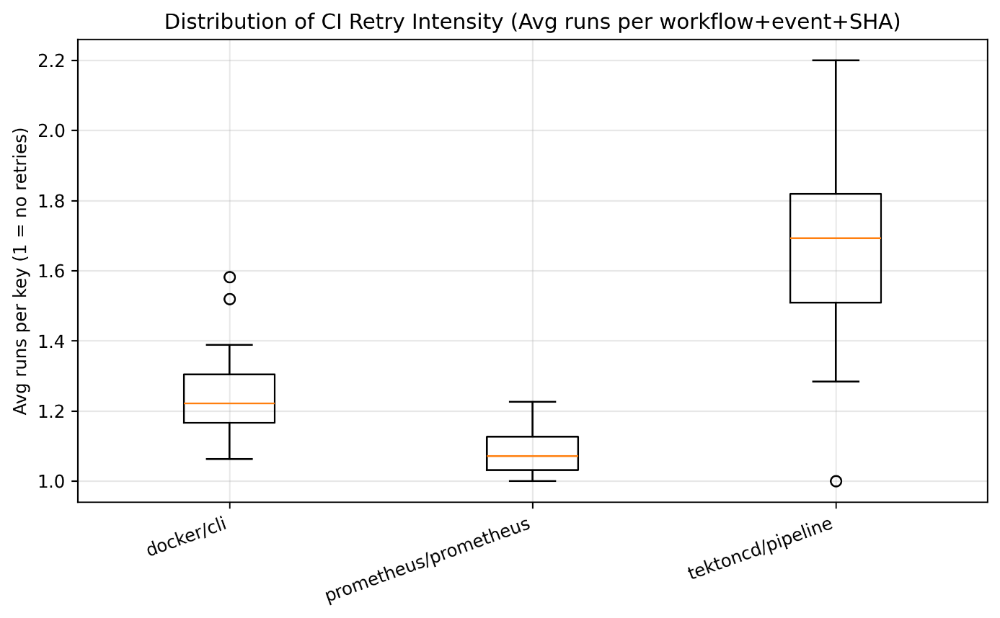 Distribution of CI Retry Intensity (Avg runs per workflow+event+SHA)
Avg runs per key (1 = no retries)
2.2
2.0
1.8
1.6
1.4
1.2
1.0
docker/cli
prometheus/prometheus
tektoncd/pipeline